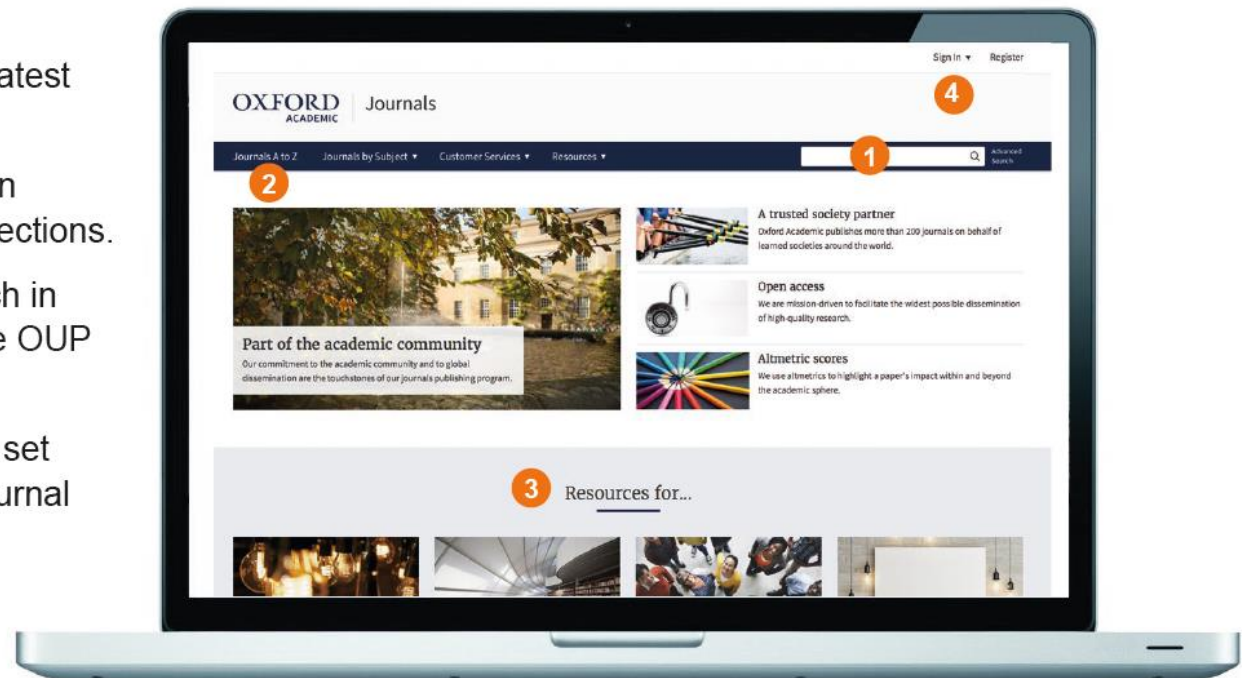 atest
n
ections.
h in
e OUP
set
urnal
Sign In
Register
4
OXFORD
ACADEMIC
Journals
Journals A to Z
Journals by Subject
Customer Services
Resources
1
Advanced
Search
2
A trusted society partner
Oxford Academic publishes more than 200 journals on behalf of
learned societies around the world.
Open access
We are mission-driven to facilitate the widest possible dissemination
of high-quality research.
Part of the academic community
Our commitment to the academic community and to global
dissemination are the touchstones of our journals publishing program.
Altmetric scores
We use altmetrics to highlight a paper's impact within and beyond
the academic sphere.
3
Resources for...